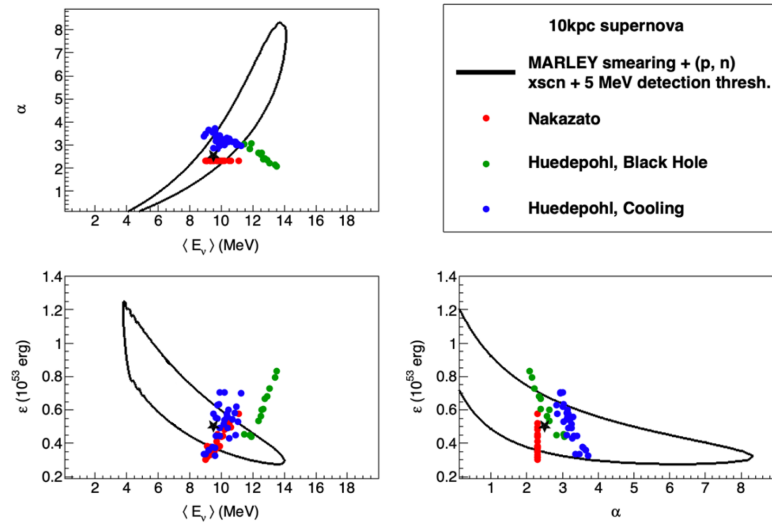 8
7
6
5
4
3
2
1
α
2 4 6 8 10 12 14 16 18
⟨ E_ν ⟩ (MeV)
10kpc supernova
MARLEY smearing + (p, n)
xscn + 5 MeV detection thresh.
Nakazato
Huedepohl, Black Hole
Huedepohl, Cooling
1.4
1.2
1.0
0.8
0.6
0.4
0.2
ε (10^53 erg)
2 4 6 8 10 12 14 16 18
⟨ E_ν ⟩ (MeV)
1.4
1.2
1
0.8
0.6
0.4
0.2
ε (10^53 erg)
1 2 3 4 5 6 7 8
α